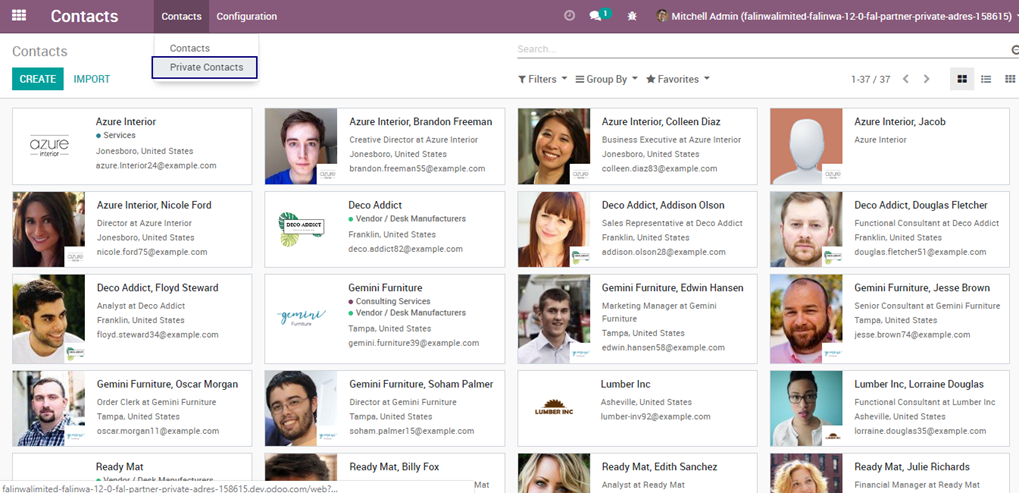 Contacts
Contacts
Configuration
1
Mitchell Admin (falinwalimited-falinwa-12-0-fal-partner-private-adres-158615)
Contacts
Private Contacts
Contacts
Search...
CREATE
IMPORT
Filters
Group By
Favorites
1-37 / 37
azure
interior
Azure Interior
Services
Jonesboro, United States
azure.Interior24@example.com
Azure Interior, Brandon Freeman
Creative Director at Azure Interior
Jonesboro, United States
brandon.freeman55@example.com
Azure Interior, Colleen Diaz
Business Executive at Azure Interior
Jonesboro, United States
colleen.diaz83@example.com
Azure Interior, Jacob
Azure Interior
Azure Interior, Nicole Ford
Director at Azure Interior
Jonesboro, United States
nicole.ford75@example.com
DECO ADDICT
Deco Addict
Vendor / Desk Manufacturers
Franklin, United States
deco.addict82@example.com
Deco Addict, Addison Olson
Sales Representative at Deco Addict
Franklin, United States
addison.olson28@example.com
Deco Addict, Douglas Fletcher
Functional Consultant at Deco Addict
Franklin, United States
douglas.fletcher51@example.com
Deco Addict, Floyd Steward
Analyst at Deco Addict
Franklin, United States
floyd.steward34@example.com
gemini
Furniture
Gemini Furniture
Consulting Services
Vendor / Desk Manufacturers
Tampa, United States
gemini.furniture39@example.com
Gemini Furniture, Edwin Hansen
Marketing Manager at Gemini
Furniture
Tampa, United States
edwin.hansen58@example.com
Gemini Furniture, Jesse Brown
Senior Consultant at Gemini Furniture
Tampa, United States
jesse.brown74@example.com
Gemini Furniture, Oscar Morgan
Order Clerk at Gemini Furniture
Tampa, United States
oscar.morgan11@example.com
Gemini Furniture, Soham Palmer
Director at Gemini Furniture
Tampa, United States
soham.palmer15@example.com
LUMBER INC
Lumber Inc
Asheville, United States
lumber-inv92@example.com
Lumber Inc, Lorraine Douglas
Functional Consultant at Lumber Inc
Asheville, United States
lorraine.douglas35@example.com
Ready Mat
Vendor / Desk Manufacturers
Ready Mat, Billy Fox
Mat
Ready Mat, Edith Sanchez
Analyst at Ready Mat
Ready Mat, Julie Richards
Financial Manager at Ready Mat
falinwalimited-falinwa-12-0-fal-partner-private-adres-158615.dev.odoo.com/web?...